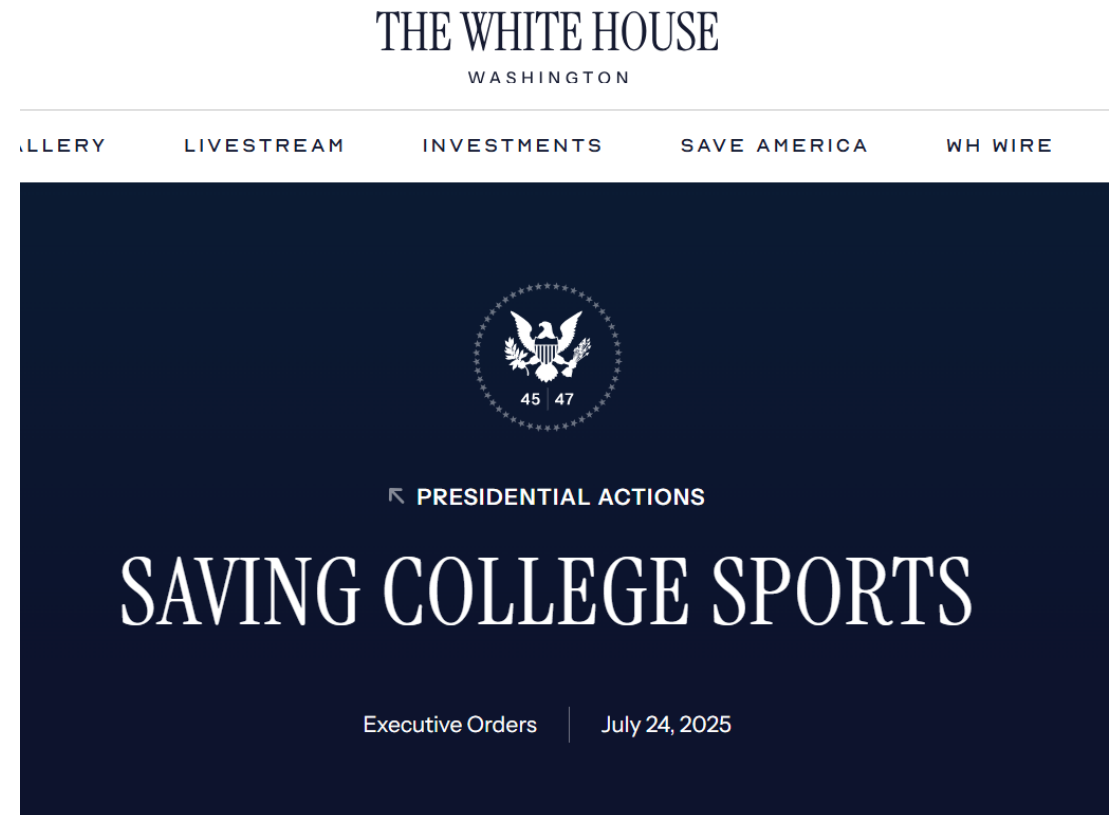 THE WHITE HOUSE
WASHINGTON
ALLERY LIVESTREAM INVESTMENTS SAVE AMERICA WH WIRE
45 47
PRESIDENTIAL ACTIONS
SAVING COLLEGE SPORTS
Executive Orders July 24, 2025